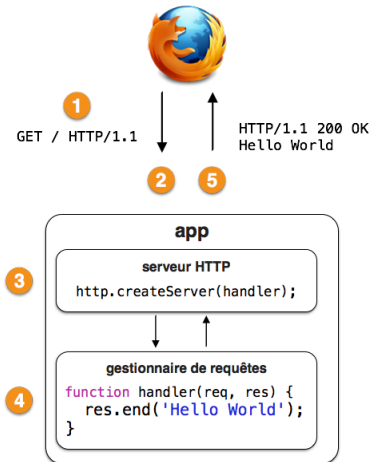 1
GET / HTTP/1.1
HTTP/1.1 200 OK
Hello World
2
5
app
3
serveur HTTP
http.createServer(handler);
4
gestionnaire de requêtes
function handler(req, res) {
res.end('Hello World');
}